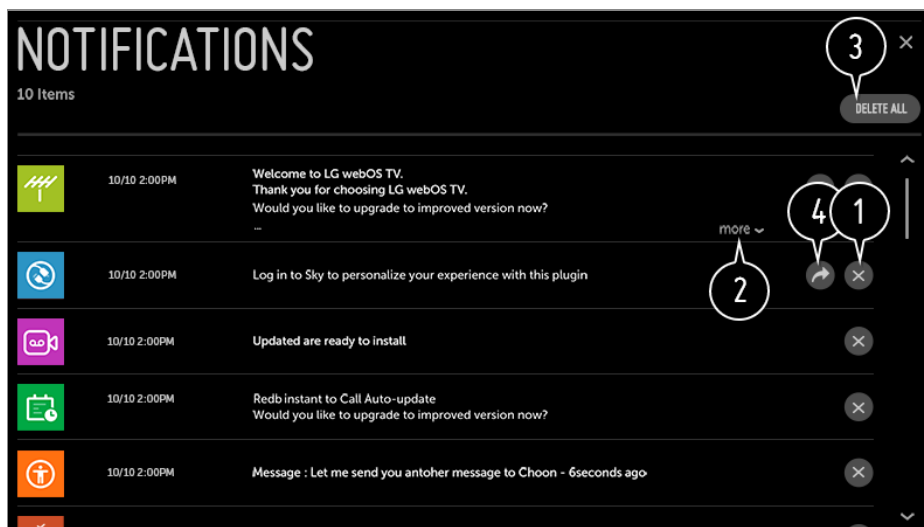 NOTIFICATIONS
10 Items
3
DELETE ALL
10/10 2:00PM
Welcome to LG webOS TV.
Thank you for choosing LG webOS TV.
Would you like to upgrade to improved version now?
...
more
4
1
2
10/10 2:00PM
Log in to Sky to personalize your experience with this plugin
10/10 2:00PM
Updated are ready to install
10/10 2:00PM
Redb instant to Call Auto-update
Would you like to upgrade to improved version now?
10/10 2:00PM
Message : Let me send you antoher message to Choon - 6seconds ago